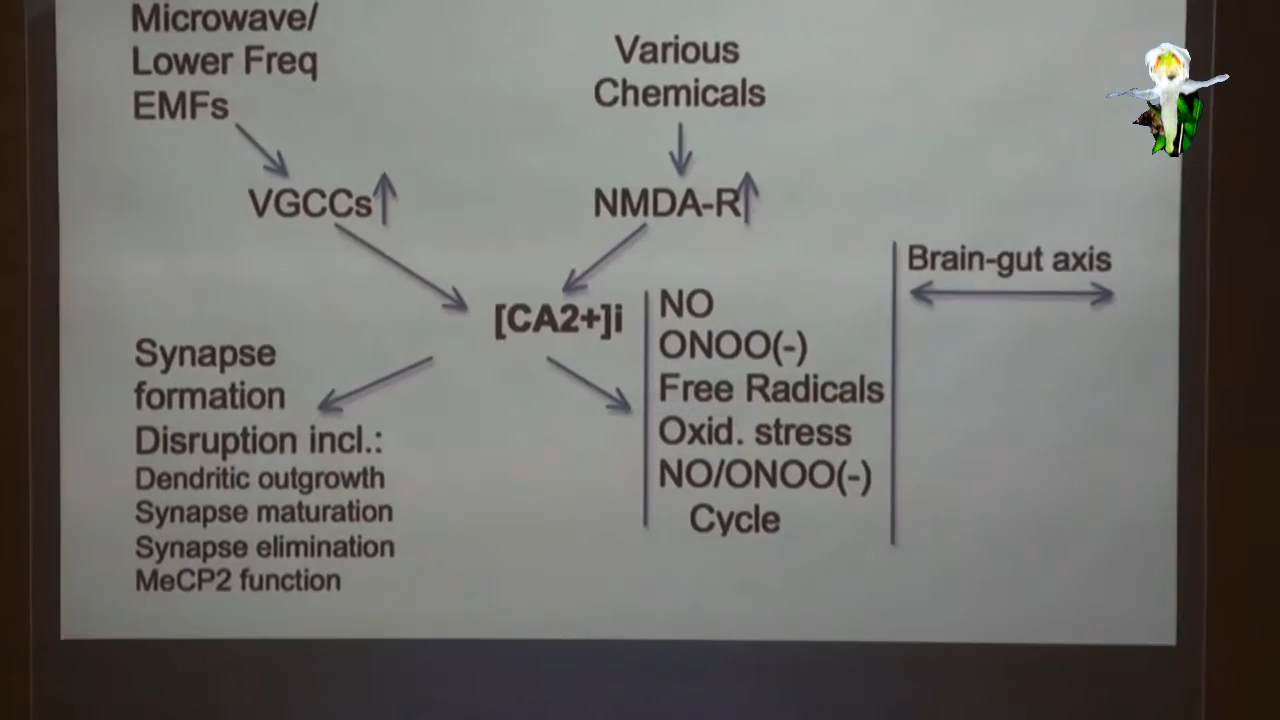 Microwave/
Lower Freq
EMFs
Various
Chemicals
VGCCs
NMDA-R
[CA2+]i
Synapse
formation
Disruption incl.:
Dendritic outgrowth
Synapse maturation
Synapse elimination
MeCP2 function
NO
ONOO(-)
Free Radicals
Oxid. stress
NO/ONOO(-)
Cycle
Brain-gut axis